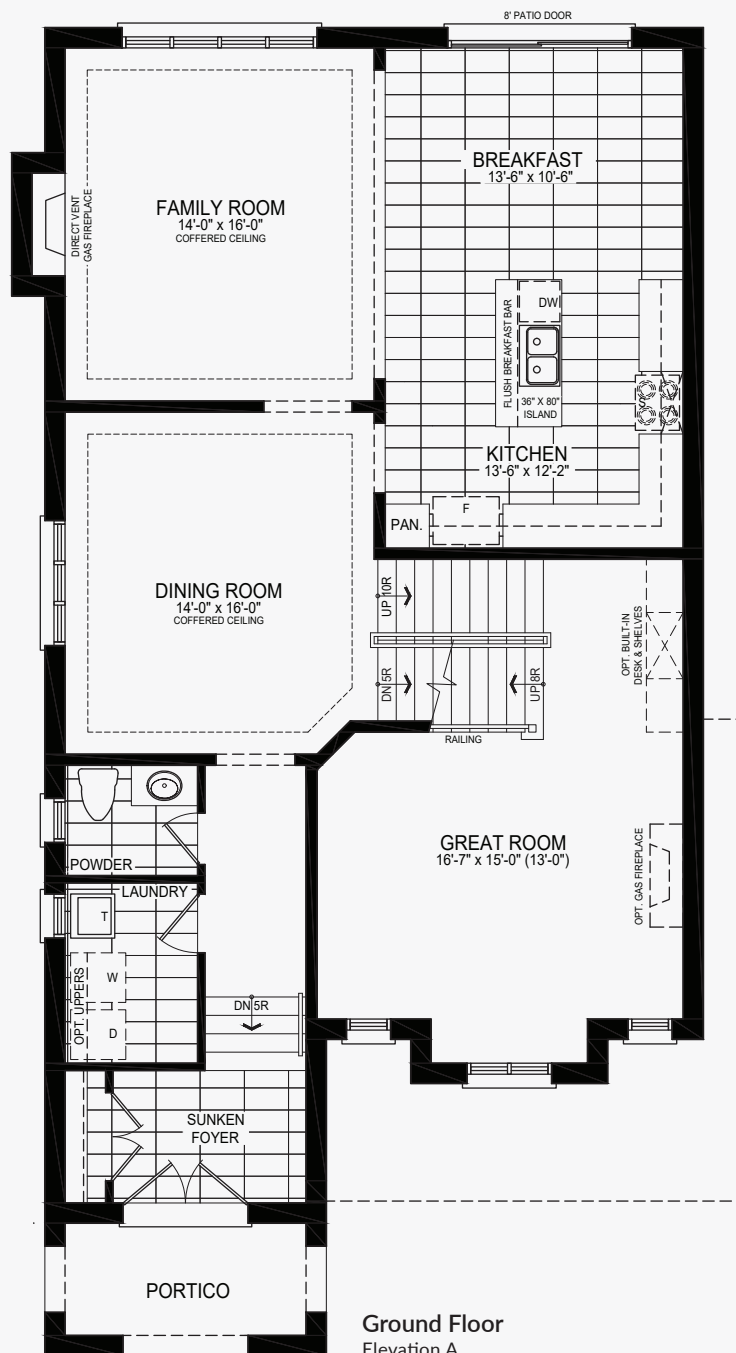 8' PATIO DOOR
BREAKFAST
13'-6" x 10'-6"
FAMILY ROOM
14'-0" x 16'-0"
COFFERED CEILING
DIRECT VENT
GAS FIREPLACE
DW
FLUSH BREAKFAST BAR
36" X 80"
ISLAND
S
KITCHEN
13'-6" x 12'-2"
F
PAN.
DINING ROOM
14'-0" x 16'-0"
COFFERED CEILING
UP 10R
DN 5R
UP 8R
RAILING
OPT. BUILT-IN
DESK & SHELVES
POWDER
GREAT ROOM
16'-7" x 15'-0" (13'-0")
OPT. GAS FIREPLACE
LAUNDRY
T
W
D
OPT. UPPERS
DN 5R
SUNKEN
FOYER
PORTICO
Ground Floor
Elevation A